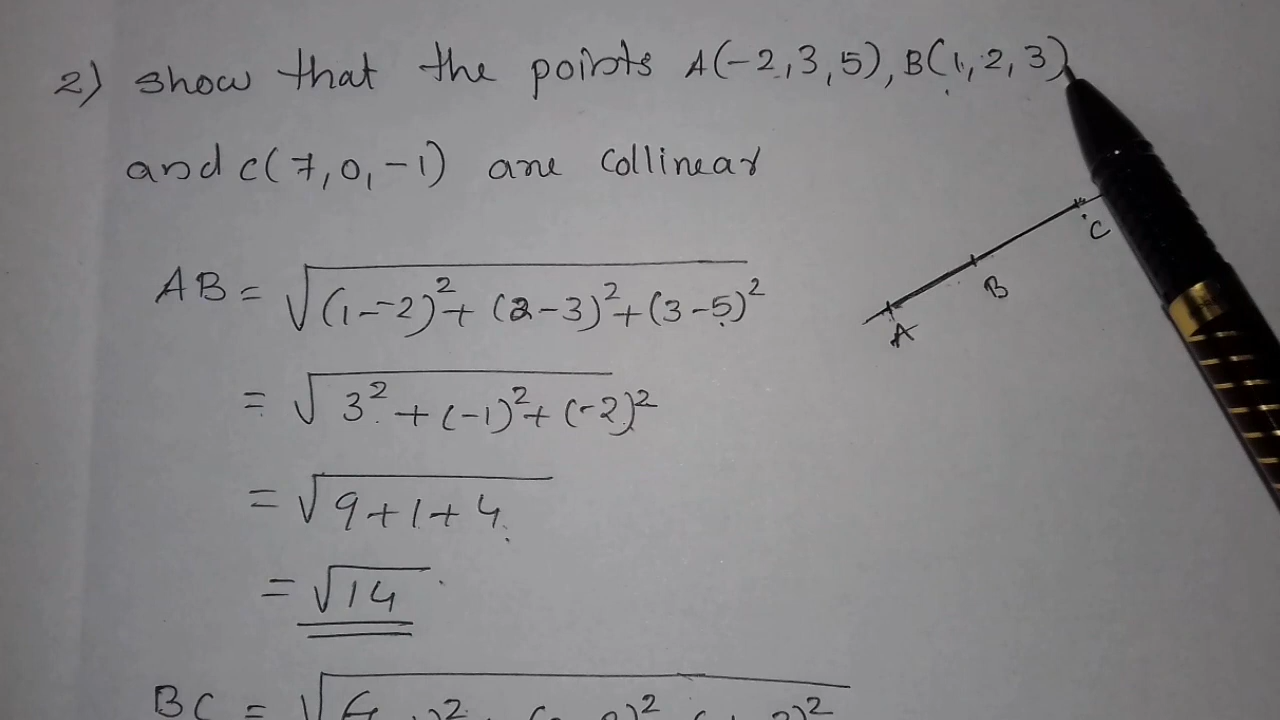 2) show that the points A(-2,3,5), B(1,2,3)
and c(7,0,-1) are collinear
AB = √(1--2)²+(2-3)²+(3-5)²
= √3²+(-1)²+(-2)²
= √9+1+4
= √14
A B C
BC =